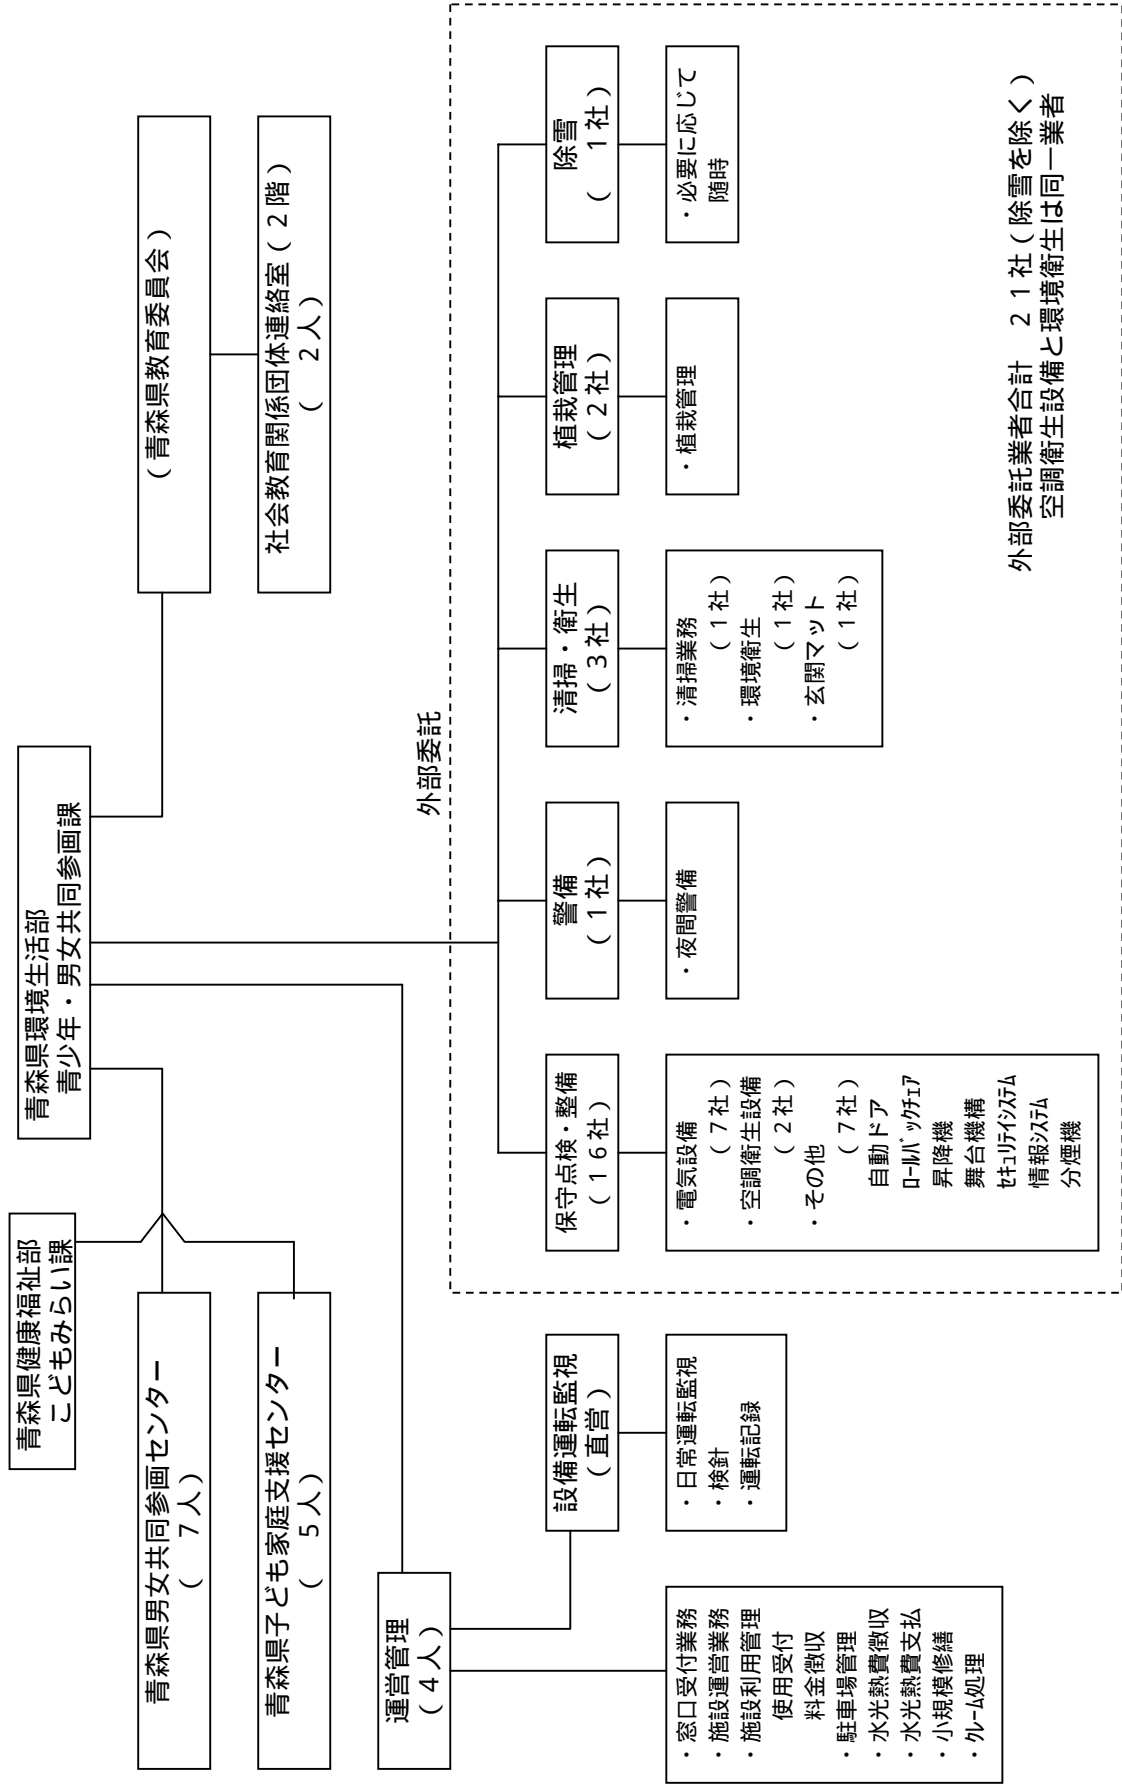 青森県健康福祉部
こどもみらい課
青森県環境生活部
青少年・男女共同参画課
青森県男女共同参画センター
( 7人)
(青森県教育委員会)
青森県子ども家庭支援センター
( 5人)
社会教育関係団体連絡室(2階)
( 2人)
運営管理
(4人)
外部委託
設備運転監視
(直営)
保守点検・整備
(16社)
警備
(1社)
清掃・衛生
(3社)
植栽管理
(2社)
除雪
( 1社)
・窓口受付業務
・施設運営業務
・施設利用管理
使用受付
料金徴収
・駐車場管理
・水光熱費徴収
・水光熱費支払
・小規模修繕
・クレーム処理
・日常運転監視
・検針
・運転記録
・電気設備
(7社)
・空調衛生設備
(2社)
・その他
(7社)
自動ドア
ロールバックチェア
昇降機
舞台機構
セキュリティシステム
情報システム
分煙機
・夜間警備
・清掃業務
(1社)
・環境衛生
(1社)
・玄関マット
(1社)
・植栽管理
・必要に応じて
随時
外部委託業者合計 21社(除雪を除く)
空調衛生設備と環境衛生は同一業者